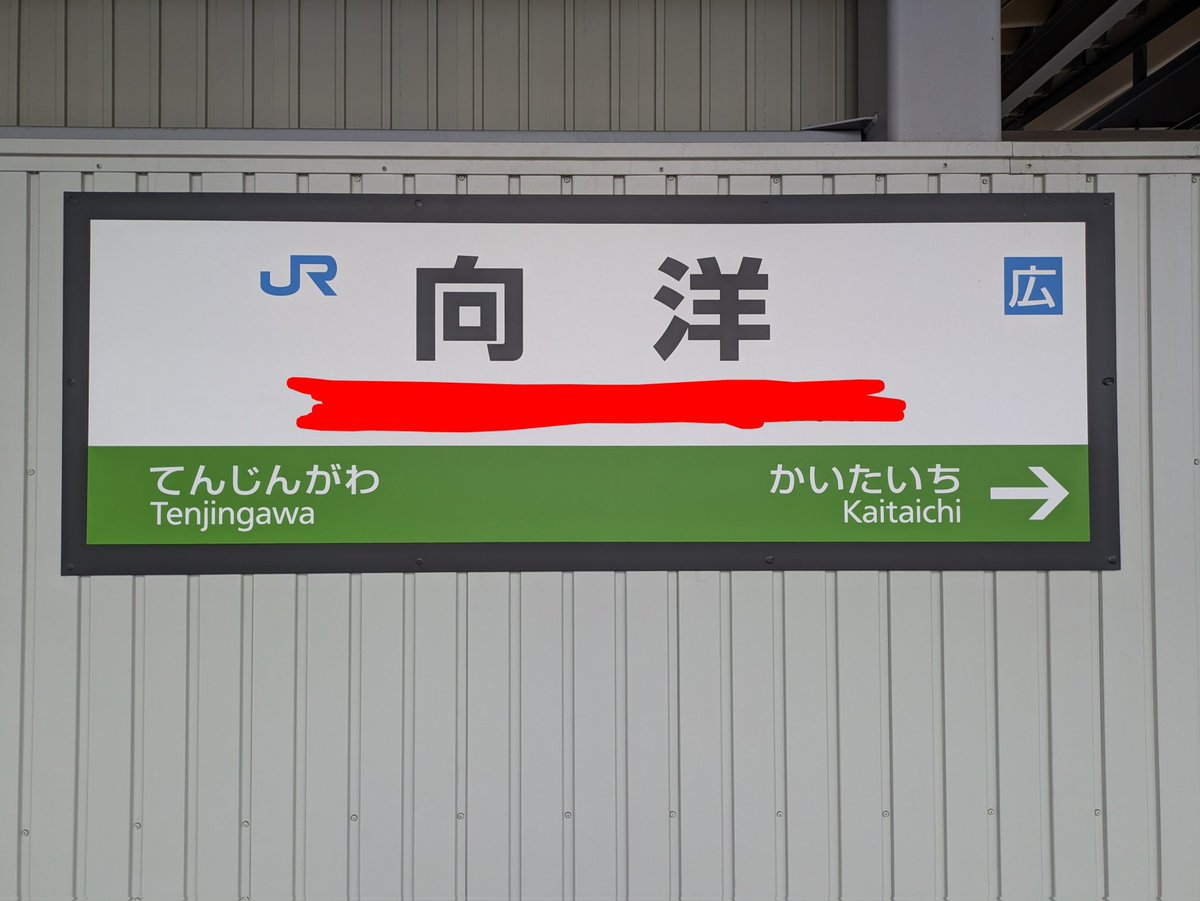 JR 向洋 広
てんじんがわ かいたいち →
Tenjingawa Kaitaichi